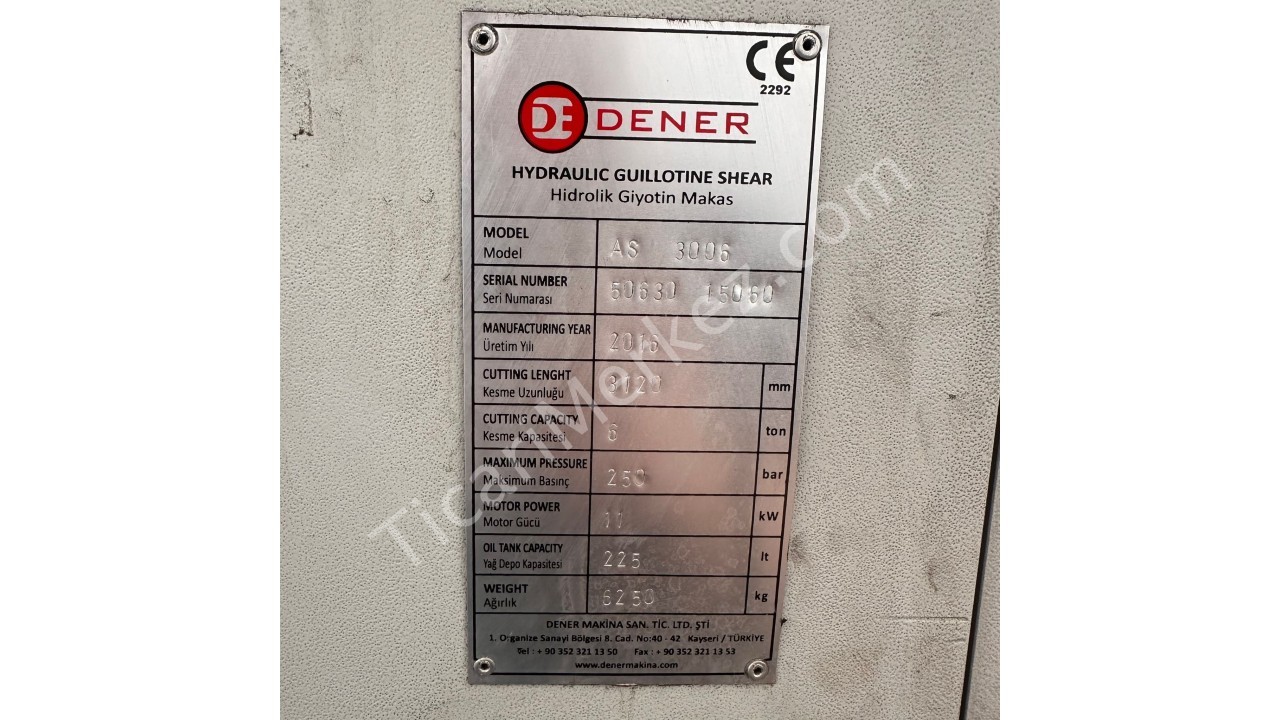 CE
2292
DE DENER
HYDRAULIC GUILLOTINE SHEAR
Hidrolik Giyotin Makas
MODEL
Model
AS 3006
SERIAL NUMBER
Seri Numarası
50630 15060
MANUFACTURING YEAR
Üretim Yılı
2016
CUTTING LENGHT
Kesme Uzunluğu
3120
mm
CUTTING CAPACITY
Kesme Kapasitesi
6
ton
MAXIMUM PRESSURE
Maksimum Basınç
250
bar
MOTOR POWER
Motor Gücü
11
kW
OIL TANK CAPACITY
Yağ Depo Kapasitesi
225
lt
WEIGHT
Ağırlık
6250
kg
DENER MAKİNA SAN. TİC. LTD. ŞTİ
1. Organize Sanayi Bölgesi 8. Cad. No:40 - 42 Kayseri / TÜRKİYE
Tel : + 90 352 321 13 50 Fax : + 90 352 321 13 53
www.denermakina.com
TicariMerkez.com